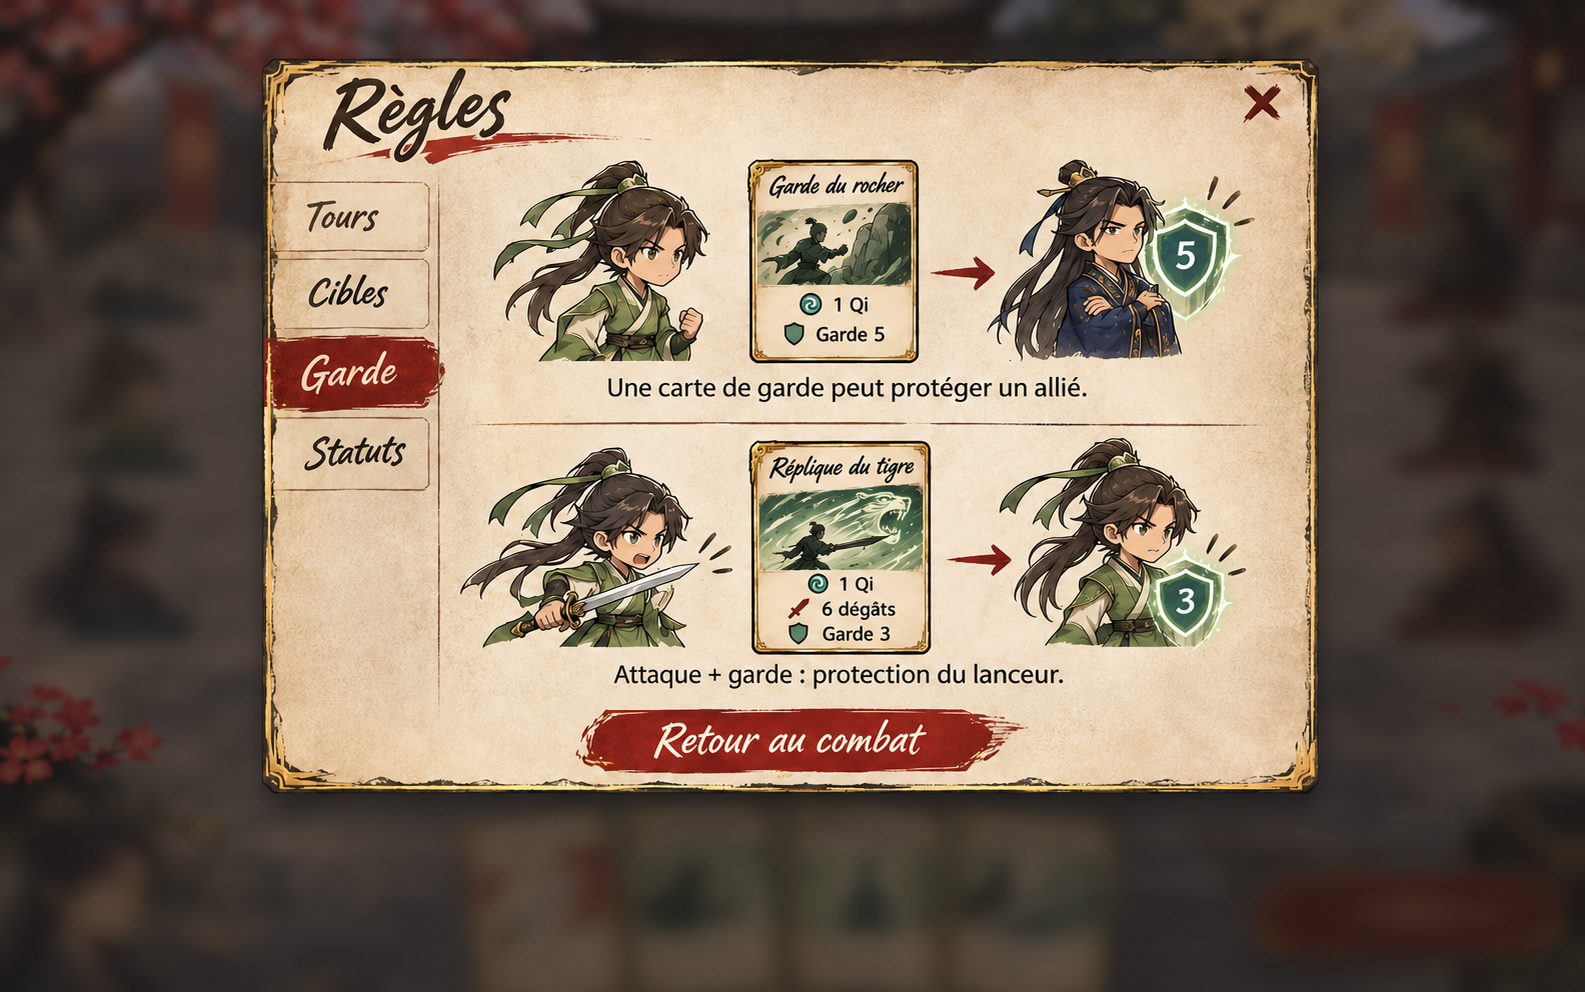 Règles
Tours
Cibles
Garde
Statuts
Garde du rocher
1 Qi
Garde 5
5
Une carte de garde peut protéger un allié.
Réplique du tigre
1 Qi
6 dégâts
Garde 3
3
Attaque + garde : protection du lanceur.
Retour au combat